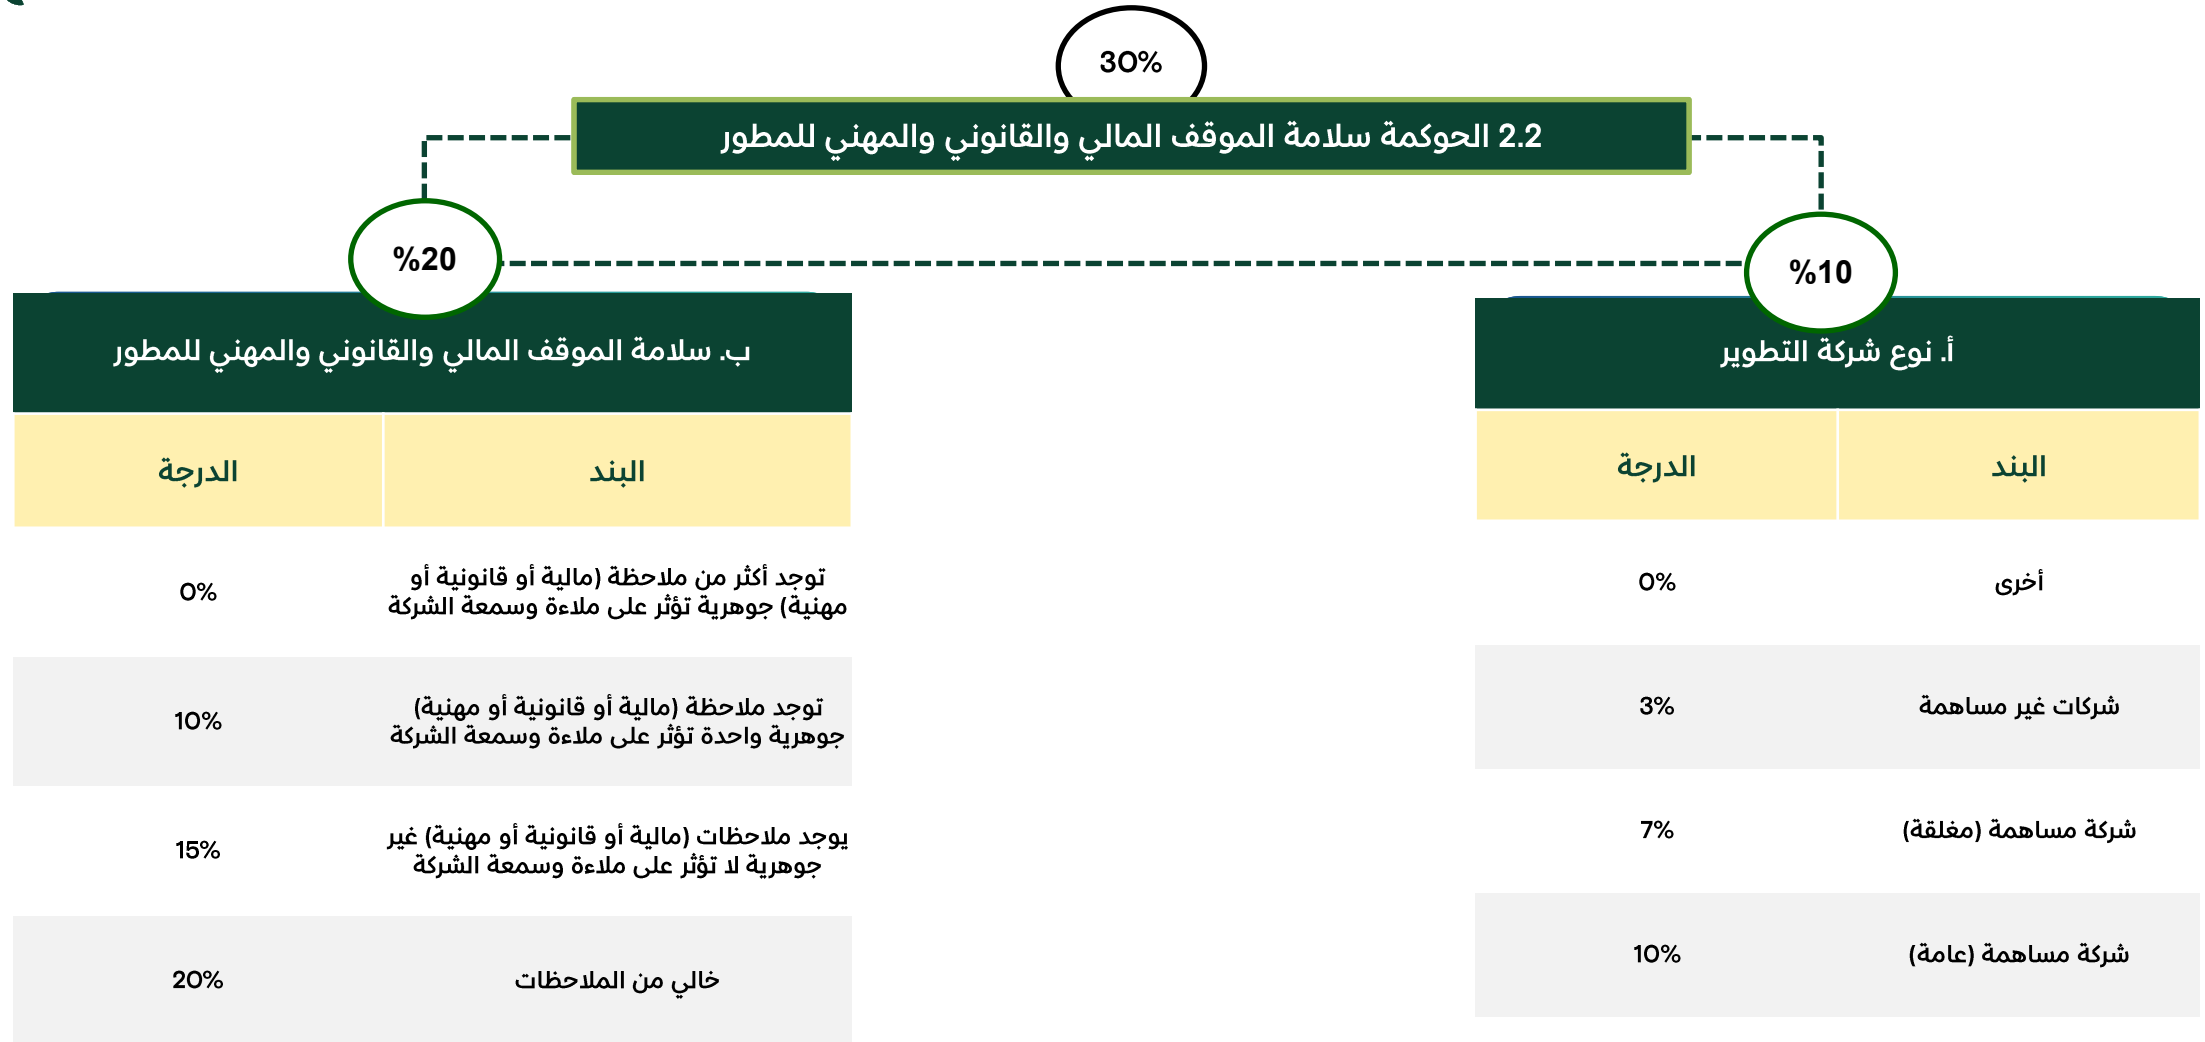 30%
2.2 الحوكمة سلامة الموقف المالي والقانوني والمهني للمطور
%10
أ. نوع شركة التطوير
البند
الدرجة
أخرى
0%
شركات غير مساهمة
3%
شركة مساهمة (مغلقة)
7%
شركة مساهمة (عامة)
10%
%20
ب. سلامة الموقف المالي والقانوني والمهني للمطور
البند
الدرجة
توجد أكثر من ملاحظة (مالية أو قانونية أو
مهنية) جوهرية تؤثر على ملاءة وسمعة الشركة
0%
توجد ملاحظة (مالية أو قانونية أو مهنية)
جوهرية واحدة تؤثر على ملاءة وسمعة الشركة
10%
يوجد ملاحظات (مالية أو قانونية أو مهنية) غير
جوهرية لا تؤثر على ملاءة وسمعة الشركة
15%
خالي من الملاحظات
20%